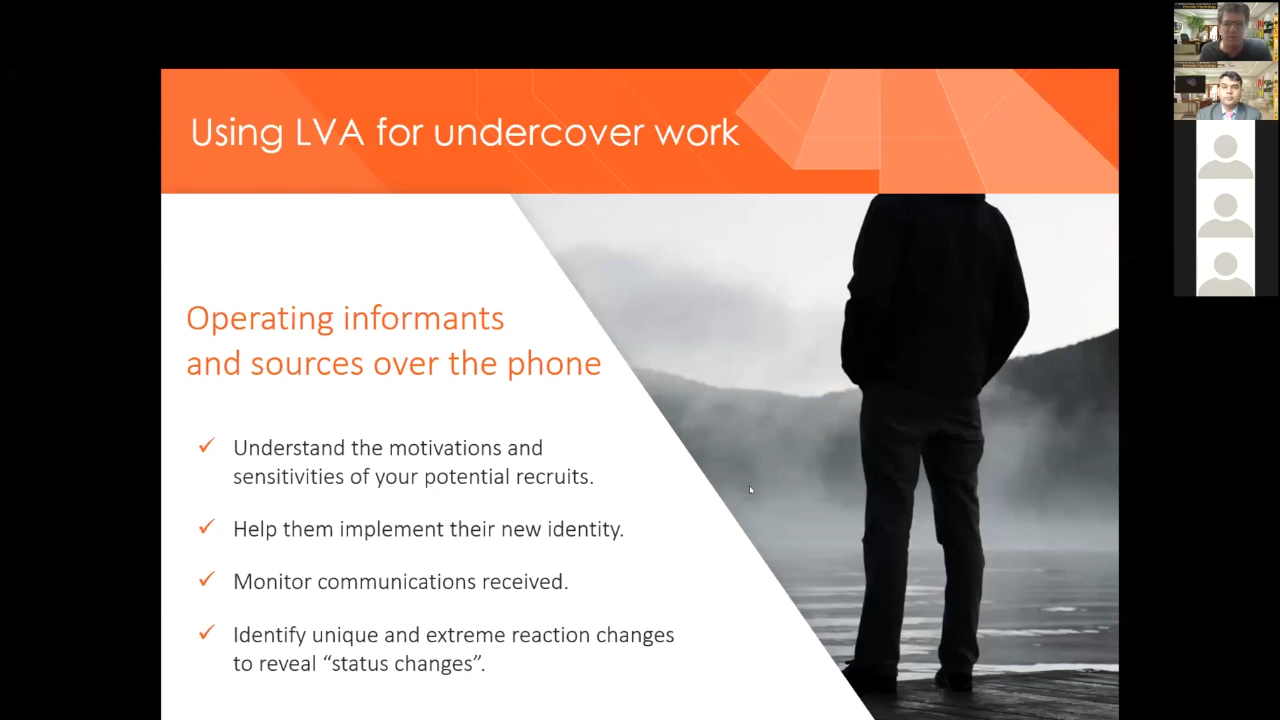 Using LVA for undercover work
Operating informants
and sources over the phone
✓ Understand the motivations and
sensitivities of your potential recruits.
✓ Help them implement their new identity.
✓ Monitor communications received.
✓ Identify unique and extreme reaction changes
to reveal “status changes”.